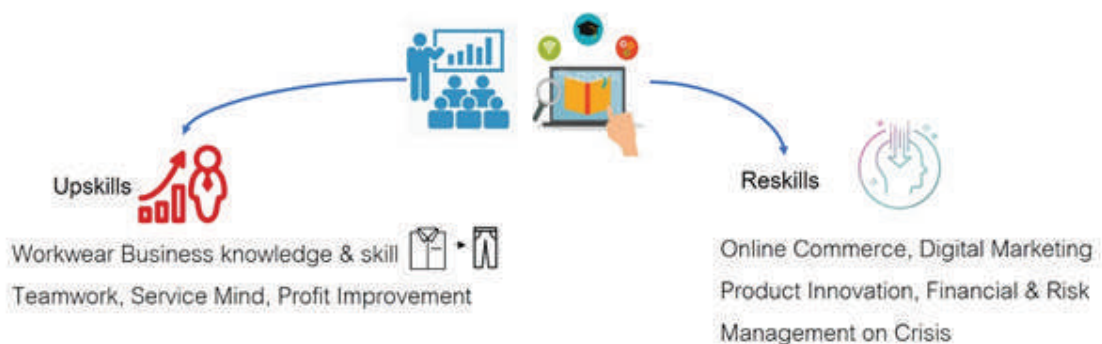 Upskills
Workwear Business knowledge & skill
Teamwork, Service Mind, Profit Improvement
Reskills
Online Commerce, Digital Marketing
Product Innovation, Financial & Risk
Management on Crisis